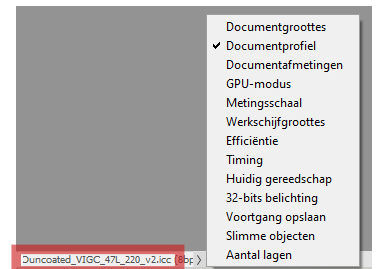 Documentgroottes
Documentprofiel
Documentafmetingen
GPU-modus
Metingsschaal
Werkschijfgroottes
Efficiëntie
Timing
Huidig gereedschap
32-bits belichting
Voortgang opslaan
Slimme objecten
Aantal lagen
Ouncoated_VIGC_47L_220_v2.icc (8bp